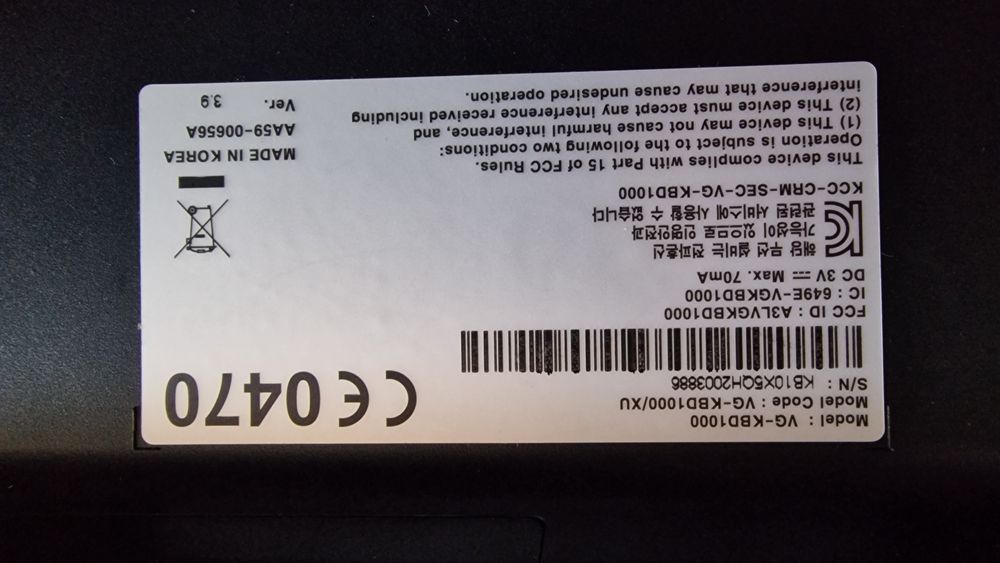 Model : VG-KBD1000
Model Code : VG-KBD1000/XU
S/N : KB10X5QH2003886
CE0470
FCC ID : A3LVGKBD1000
IC : 649E-VGKBD1000
DC 3V ⎓ Max. 70mA
해당 무선 설비는 전파혼신
가능성이 있으므로 인명안전과
관련된 서비스에 사용할 수 없습니다
KCC-CRM-SEC-VG-KBD1000
This device complies with Part 15 of FCC Rules.
Operation is subject to the following two conditions:
(1) This device may not cause harmful interference, and,
(2) This device must accept any interference received including
interference that may cause undesired operation.
MADE IN KOREA
AA59-00656A
Ver. 3.9